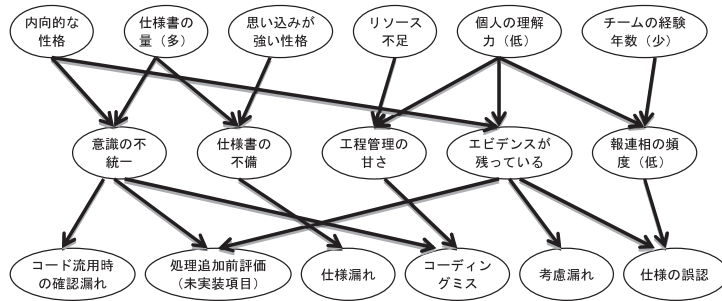 内向的な
性格
仕様書の
量（多）
思い込みが
強い性格
リソース
不足
個人の理解
力（低）
チームの経験
年数（少）
意識の不
統一
仕様書の
不備
工程管理の
甘さ
エビデンスが
残っている
報連相の頻
度（低）
コード流用時
の確認漏れ
処理追加前評価
（未実装項目）
仕様漏れ
コーディン
グミス
考慮漏れ
仕様の誤認